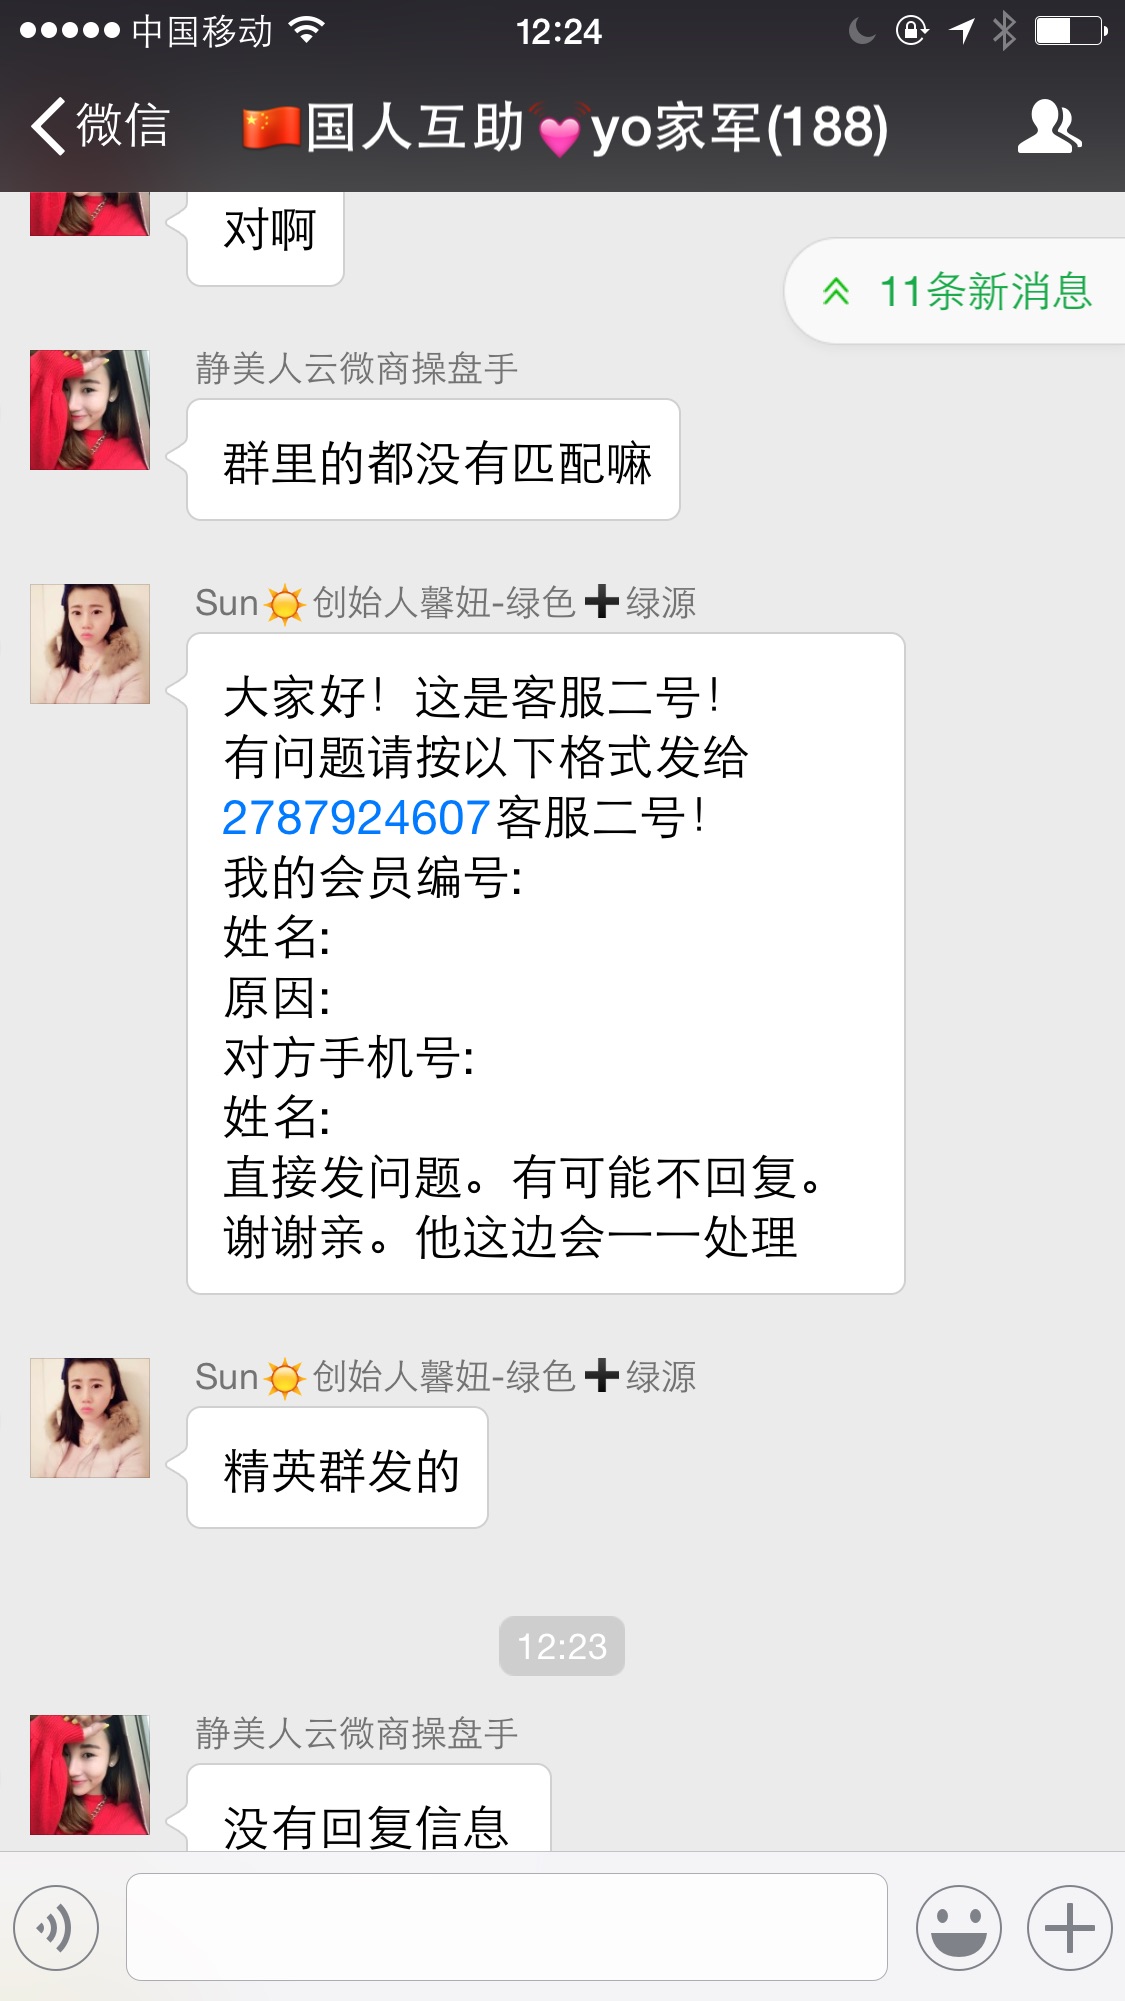 中国移动 12:24
微信 🇨🇳国人互助💓yo家军(188)
对啊
11条新消息
静美人云微商操盘手
群里的都没有匹配嘛
Sun☀️创始人馨妞-绿色➕绿源
大家好！这是客服二号！
有问题请按以下格式发给
2787924607客服二号！
我的会员编号:
姓名:
原因:
对方手机号:
姓名:
直接发问题。有可能不回复。
谢谢亲。他这边会一一处理
Sun☀️创始人馨妞-绿色➕绿源
精英群发的
12:23
静美人云微商操盘手
没有回复信息